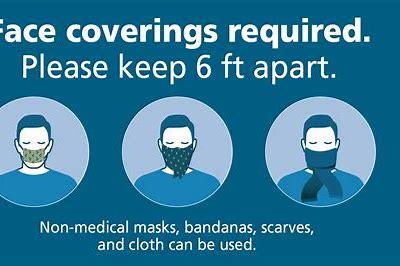 Face coverings required.
Please keep 6 ft apart.
Non-medical masks, bandanas, scarves,
and cloth can be used.